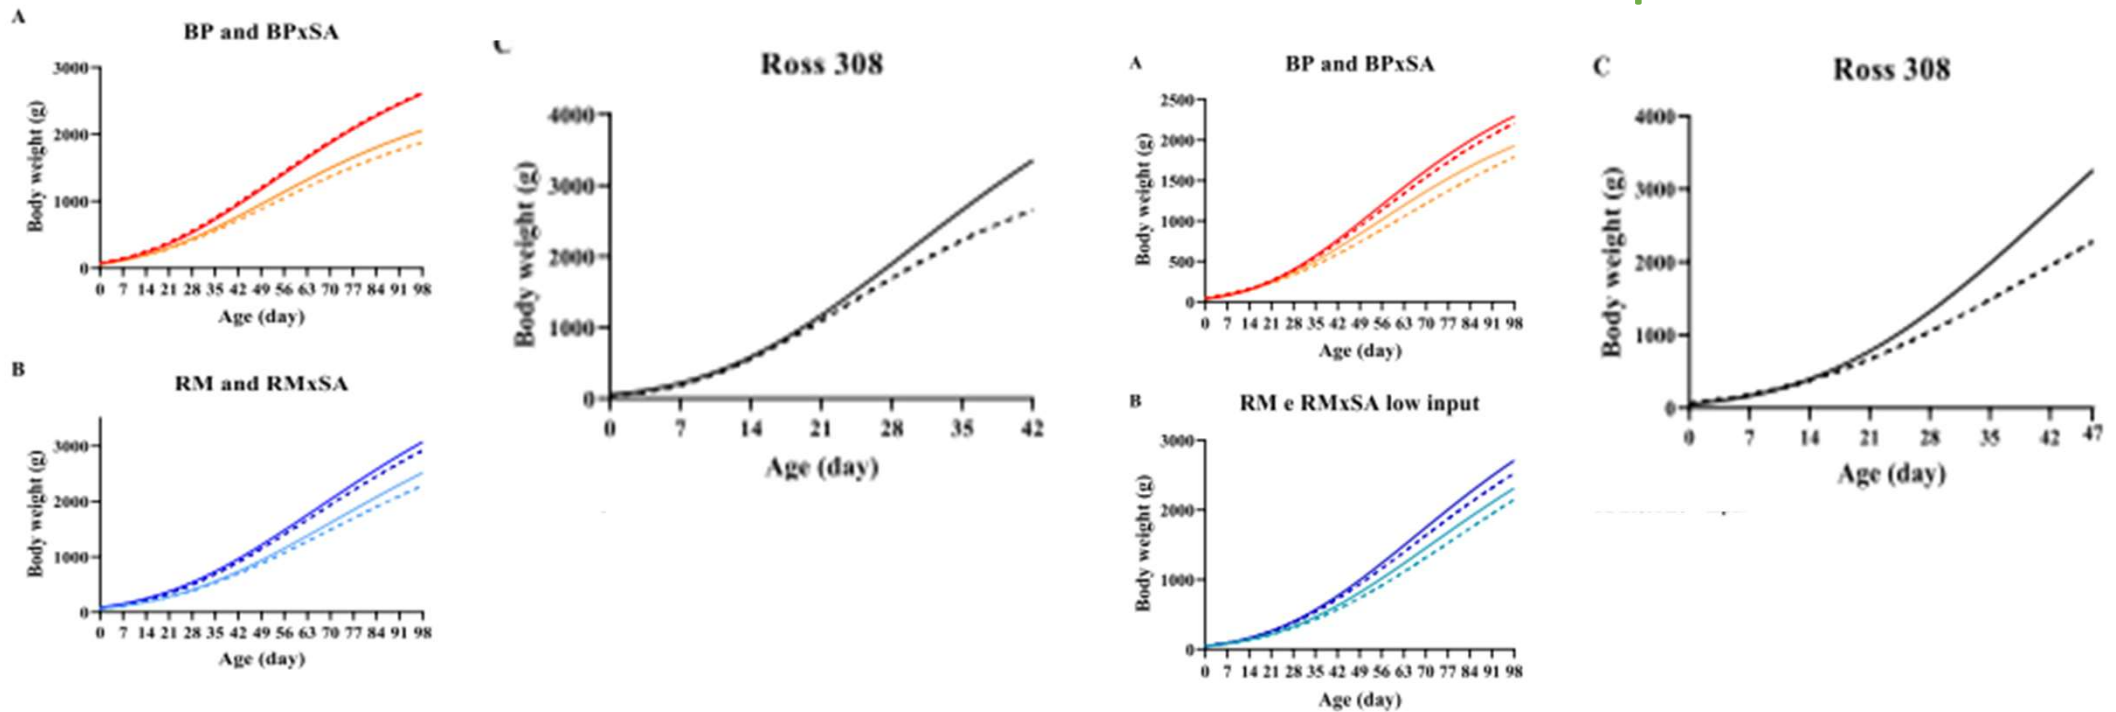 A
BP and BPxSA
3000
2000
1000
0
Body weight (g)
0 7 14 21 28 35 42 49 56 63 70 77 84 91 98
Age (day)
B
RM and RMxSA
3000
2000
1000
0
Body weight (g)
0 7 14 21 28 35 42 49 56 63 70 77 84 91 98
Age (day)
Ross 308
4000
3000
2000
1000
0
Body weight (g)
0 7 14 21 28 35 42
Age (day)
A
BP and BPxSA
2500
2000
1500
1000
500
0
Body weight (g)
0 7 14 21 28 35 42 49 56 63 70 77 84 91 98
Age (day)
B
RM e RMxSA low input
3000
2000
1000
0
Body weight (g)
0 7 14 21 28 35 42 49 56 63 70 77 84 91 98
Age (day)
C
Ross 308
4000
3000
2000
1000
0
Body weight (g)
0 7 14 21 28 35 42 47
Age (day)